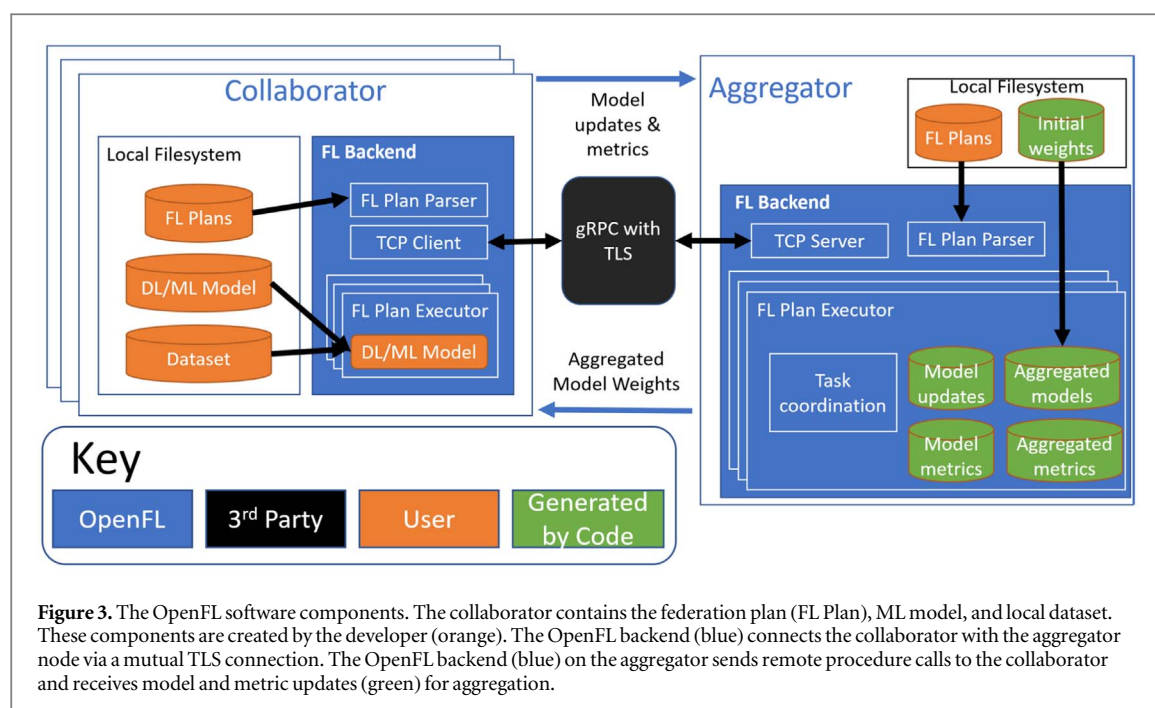 Collaborator
Local Filesystem
FL Plans
DL/ML Model
Dataset
FL Backend
FL Plan Parser
TCP Client
FL Plan Executor
DL/ML Model
Model
updates &
metrics
gRPC with
TLS
Aggregated
Model Weights
Aggregator
Local Filesystem
FL Plans
Initial
weights
FL Backend
TCP Server
FL Plan Parser
FL Plan Executor
Task
coordination
Model
updates
Aggregated
models
Model
metrics
Aggregated
metrics
Key
OpenFL
3rd Party
User
Generated
by Code
Figure 3. The OpenFL software components. The collaborator contains the federation plan (FL Plan), ML model, and local dataset.
These components are created by the developer (orange). The OpenFL backend (blue) connects the collaborator with the aggregator
node via a mutual TLS connection. The OpenFL backend (blue) on the aggregator sends remote procedure calls to the collaborator
and receives model and metric updates (green) for aggregation.